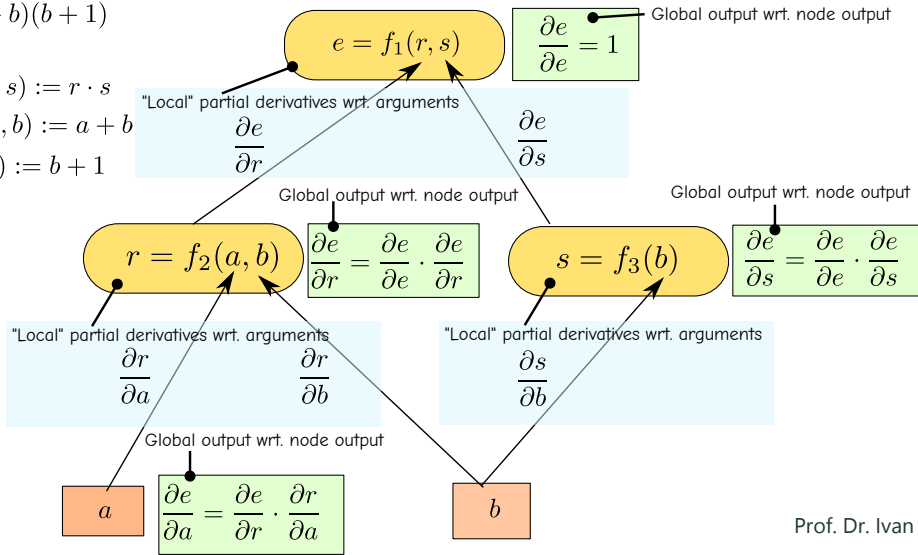 b)(b + 1)
e = f₁(r, s)
∂e/∂e = 1
Global output wrt. node output
s) := r · s
, b) := a + b
) := b + 1
"Local" partial derivatives wrt. arguments
∂e/∂r
∂e/∂s
Global output wrt. node output
Global output wrt. node output
r = f₂(a, b)
∂e/∂r = ∂e/∂e · ∂e/∂r
s = f₃(b)
∂e/∂s = ∂e/∂e · ∂e/∂s
"Local" partial derivatives wrt. arguments
∂r/∂a
∂r/∂b
"Local" partial derivatives wrt. arguments
∂s/∂b
Global output wrt. node output
a
∂e/∂a = ∂e/∂r · ∂r/∂a
b
Prof. Dr. Ivan